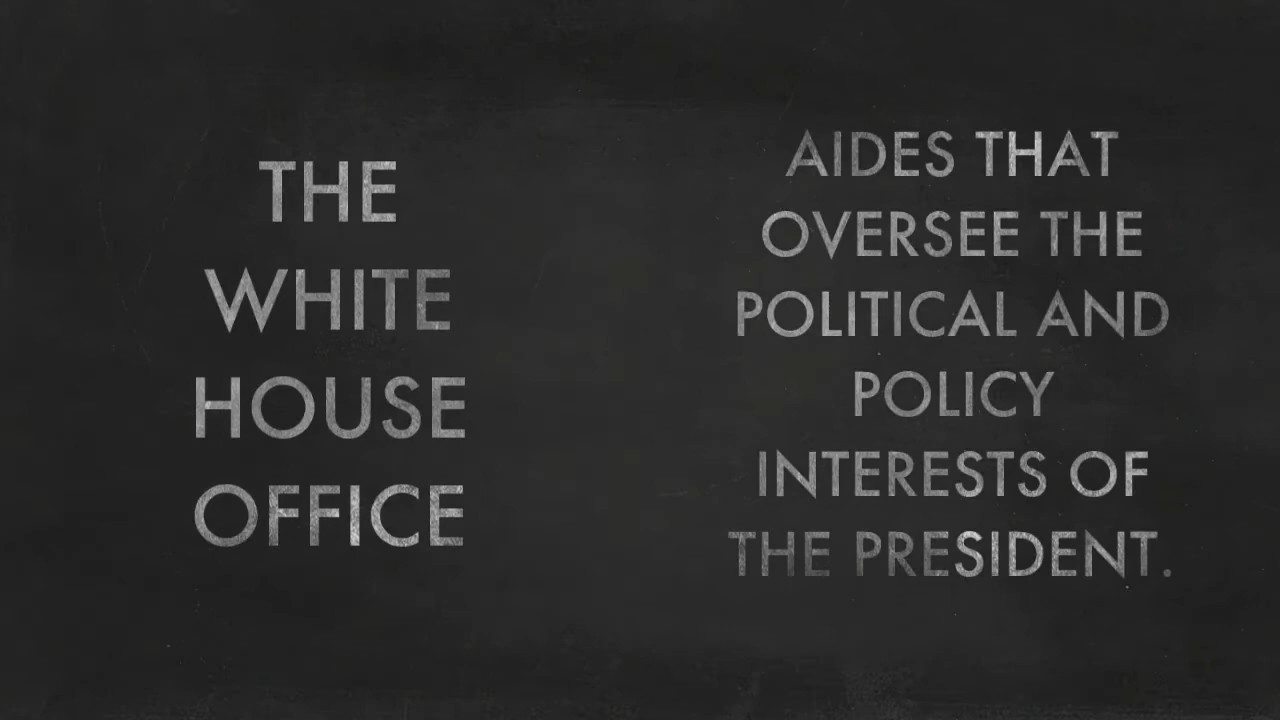 THE
WHITE
HOUSE
OFFICE
AIDES THAT
OVERSEE THE
POLITICAL AND
POLICY
INTERESTS OF
THE PRESIDENT.